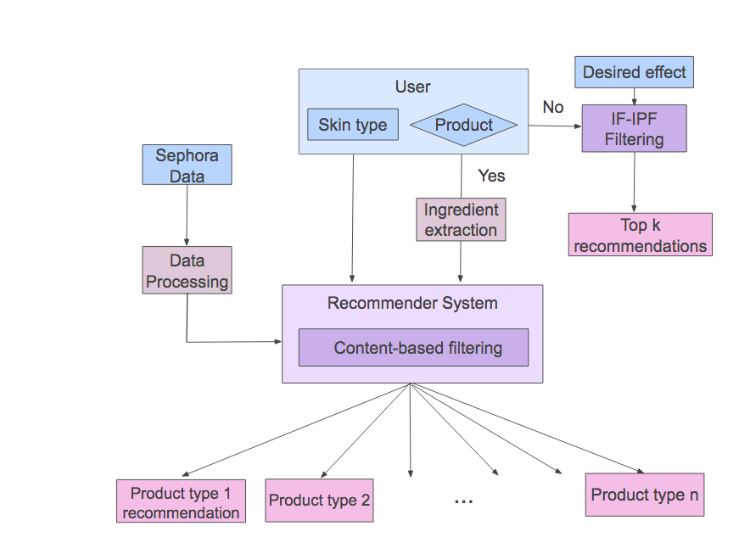 Desired effect
User
No
Skin type
Product
IF-IPF
Filtering
Sephora
Data
Yes
Ingredient
extraction
Top k
recommendations
Data
Processing
Recommender System
Content-based filtering
Product type 1
recommendation
Product type 2
...
Product type n